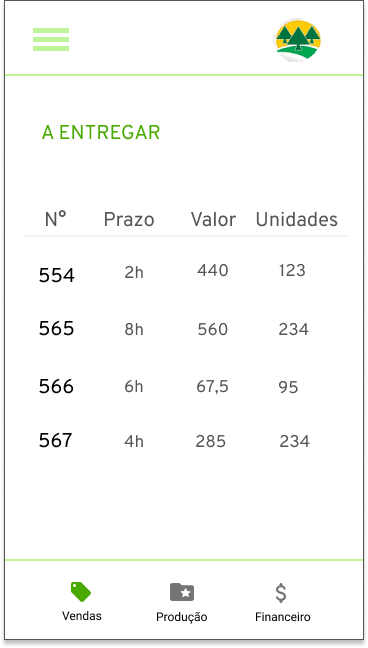 A ENTREGAR
N° Prazo Valor Unidades
554 2h 440 123
565 8h 560 234
566 6h 67,5 95
567 4h 285 234
Vendas Produção Financeiro